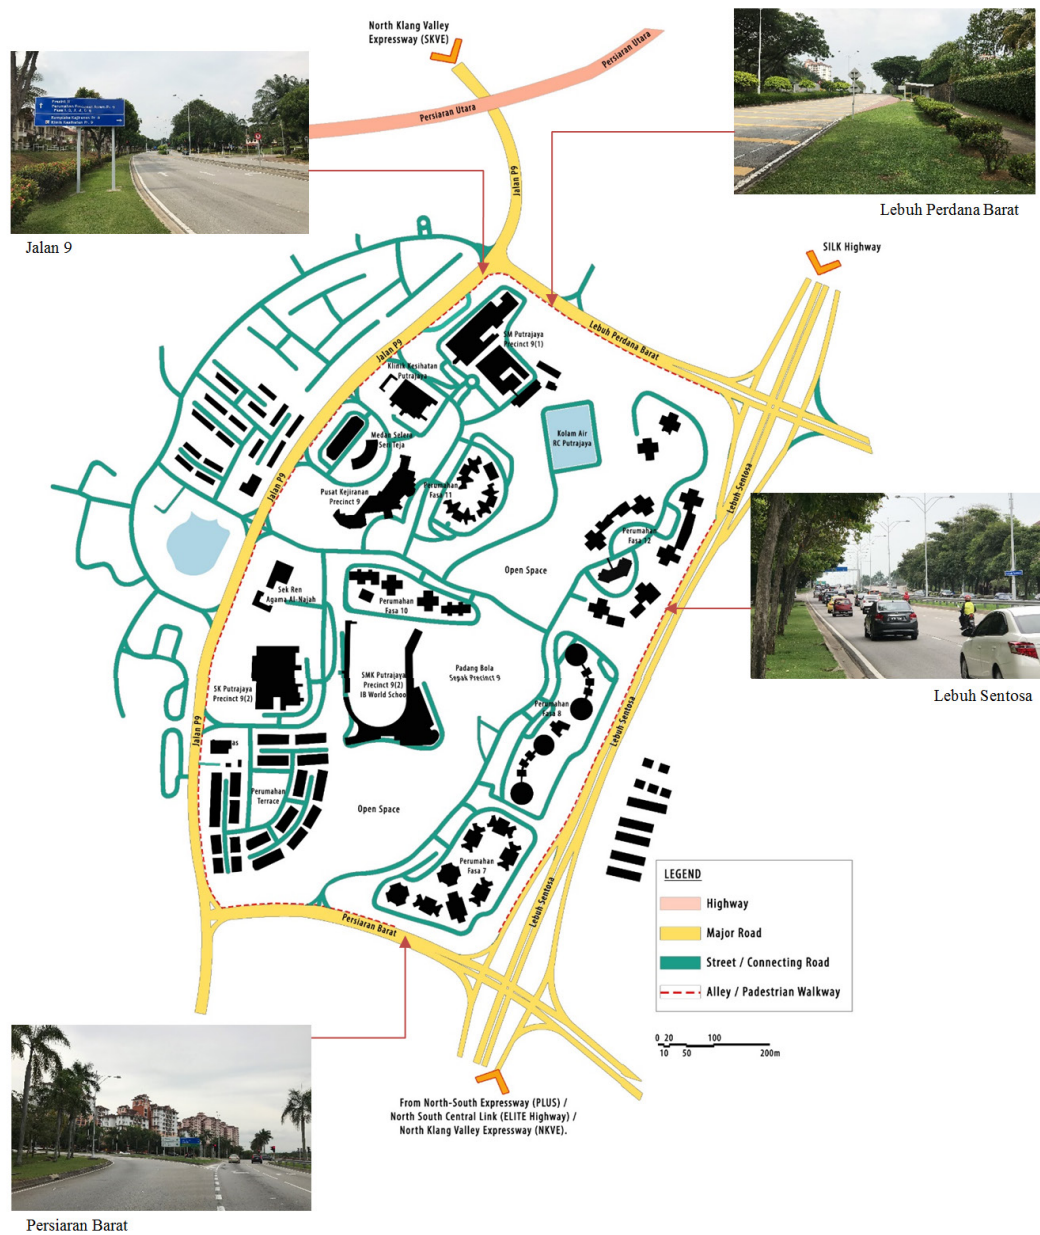 North Klang Valley
Expressway (SKVE)
Persiaran Utara
Persiaran Utara
Jalan P9
Jalan 9
Lebuh Perdana Barat
SILK Highway
Lebuh Perdana Barat
SM Putrajaya
Precinct 9(1)
Jalan P9
Klinik Kesihatan
Putrajaya
Kolam Air
RC Putrajaya
Medan Selera
Seri Teja
Jalan P9
Pusat Kejiranan
Precinct 9
Perumahan
Fasa 11
Lebuh Sentosa
Perumahan
Fasa 12
Open Space
Sek Ren
Agama Al-Najah
Perumahan
Fasa 10
Lebuh Sentosa
SK Putrajaya
Precinct 9(2)
SMK Putrajaya
Precinct 9(2)
IB World School
Padang Bola
Sepak Precinct 9
Perumahan
Fasa 8
Lebuh Sentosa
Jalan P9
Perumahan
Terrace
Open Space
Perumahan
Fasa 7
Lebuh Sentosa
Persiaran Barat
LEGEND
Highway
Major Road
Street / Connecting Road
Alley / Padestrian Walkway
0 20 100
10 50 200m
From North-South Expressway (PLUS) /
North South Central Link (ELITE Highway) /
North Klang Valley Expressway (NKVE).
Persiaran Barat